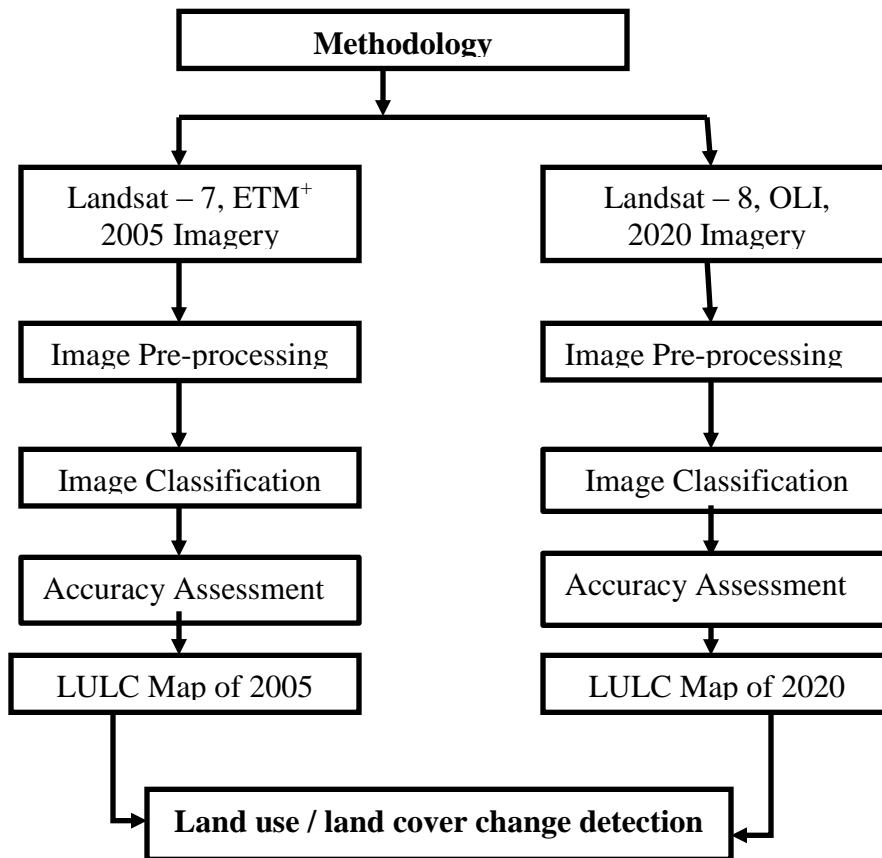 Methodology
Landsat – 7, ETM+
2005 Imagery
Landsat – 8, OLI,
2020 Imagery
Image Pre-processing
Image Pre-processing
Image Classification
Image Classification
Accuracy Assessment
Accuracy Assessment
LULC Map of 2005
LULC Map of 2020
Land use / land cover change detection